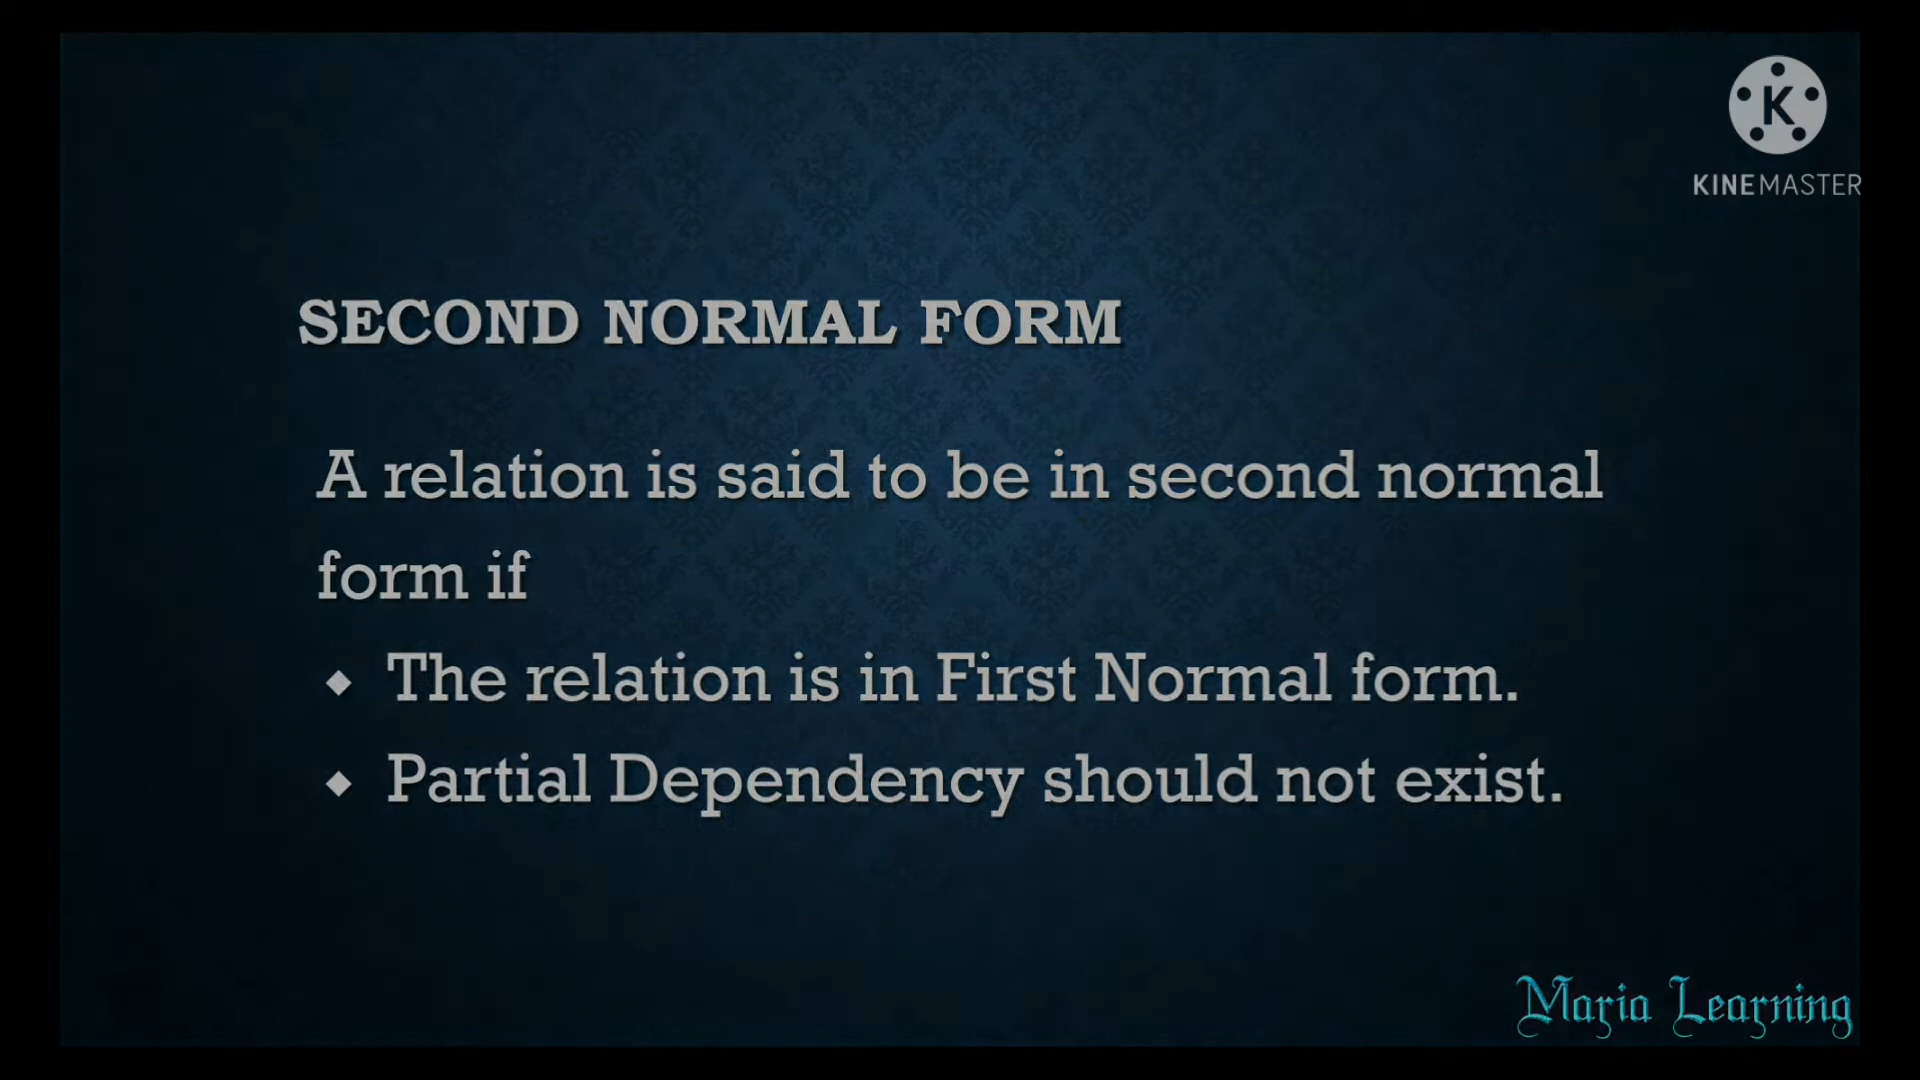 K
KINEMASTER
SECOND NORMAL FORM
A relation is said to be in second normal
form if
◆ The relation is in First Normal form.
◆ Partial Dependency should not exist.
Maria Learning